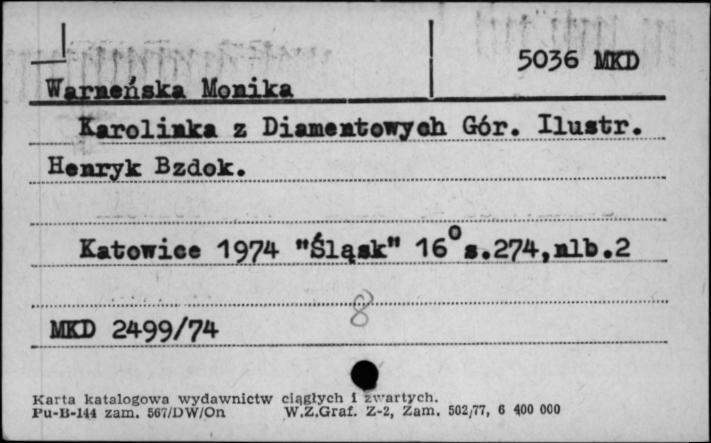 5036 MKD
Warneńska Monika
Karolinka z Diamentowych Gór. Ilustr.
Henryk Bzdok.
Katowice 1974 "Śląsk" 16° s.274,nlb.2
8
MKD 2499/74
Karta katalogowa wydawnictw ciągłych i zwartych.
Pu-B-144 zam. 567/DW/On W.Z.Graf. Z-2, Zam. 502/77, 6 400 000